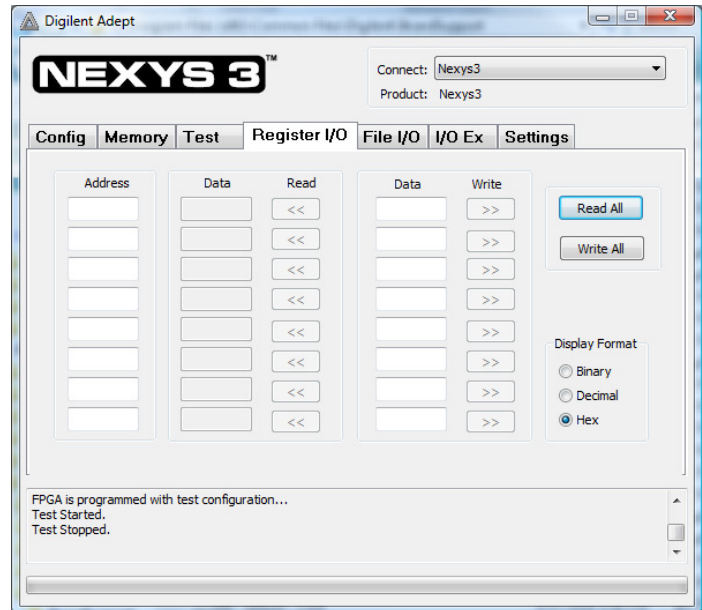 Digilent Adept
NEXYS 3™
Connect: Nexys3
Product: Nexys3
Config Memory Test Register I/O File I/O I/O Ex Settings
Address Data Read Data Write
<< >>
<< >>
<< >>
<< >>
<< >>
<< >>
<< >>
<< >>
Read All
Write All
Display Format
Binary
Decimal
Hex
FPGA is programmed with test configuration...
Test Started.
Test Stopped.